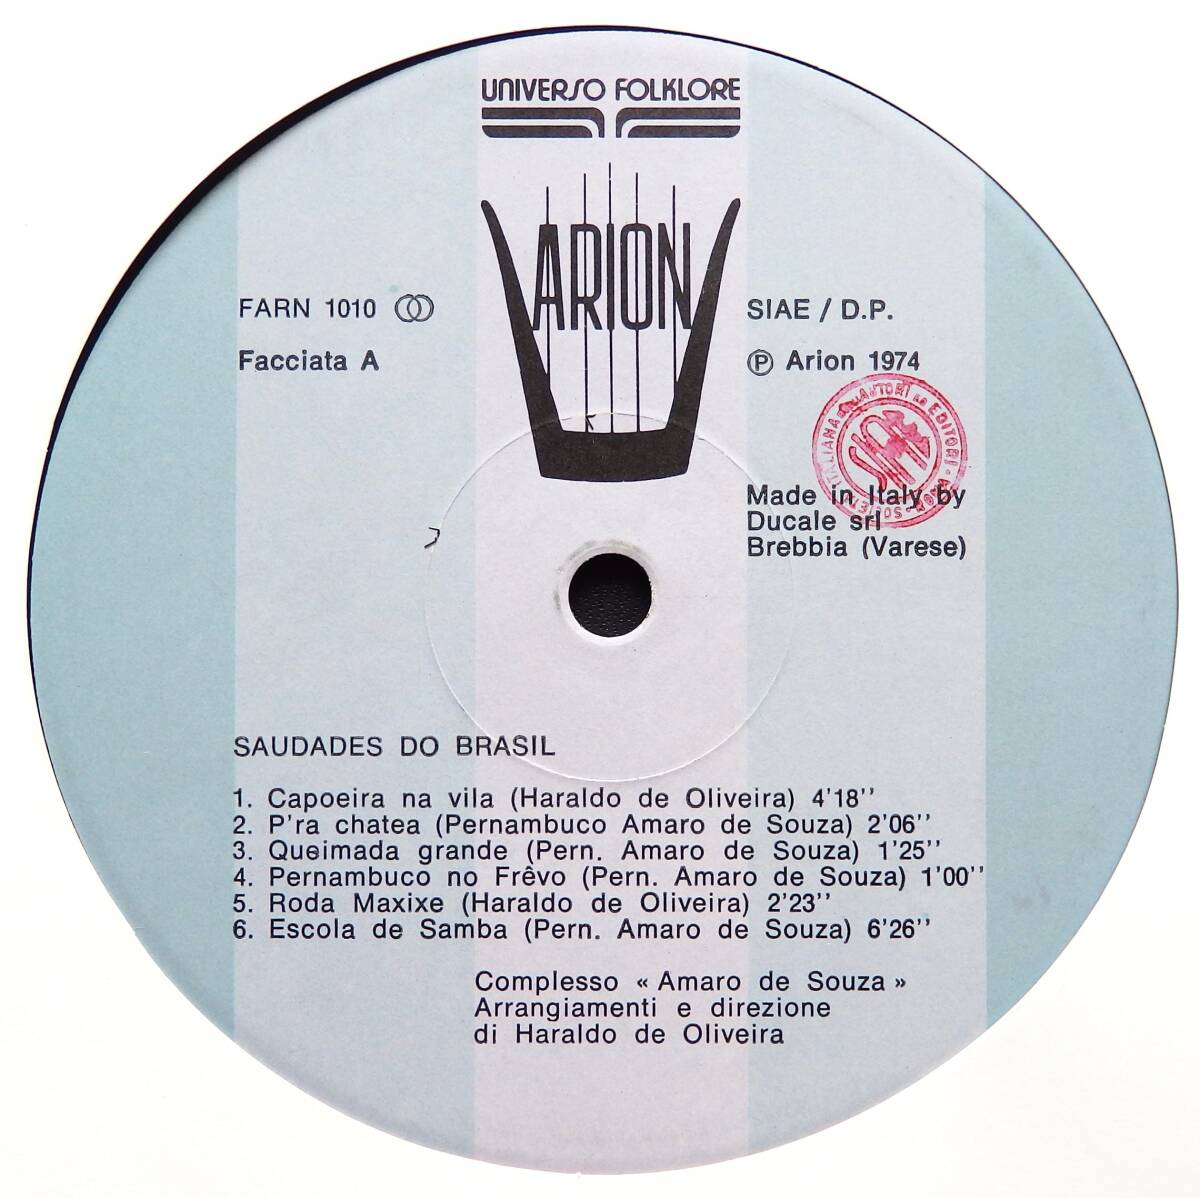 UNIVERSO FOLKLORE
ARION
FARN 1010
Facciata A
SIAE / D.P.
Ⓟ Arion 1974
SIAE
Made in Italy by
Ducale srl
Brebbia (Varese)
SAUDADES DO BRASIL
1. Capoeira na vila (Haraldo de Oliveira) 4'18''
2. P'ra chatea (Pernambuco Amaro de Souza) 2'06''
3. Queimada grande (Pern. Amaro de Souza) 1'25''
4. Pernambuco no Frêvo (Pern. Amaro de Souza) 1'00''
5. Roda Maxixe (Haraldo de Oliveira) 2'23''
6. Escola de Samba (Pern. Amaro de Souza) 6'26''
Complesso « Amaro de Souza »
Arrangiamenti e direzione
di Haraldo de Oliveira